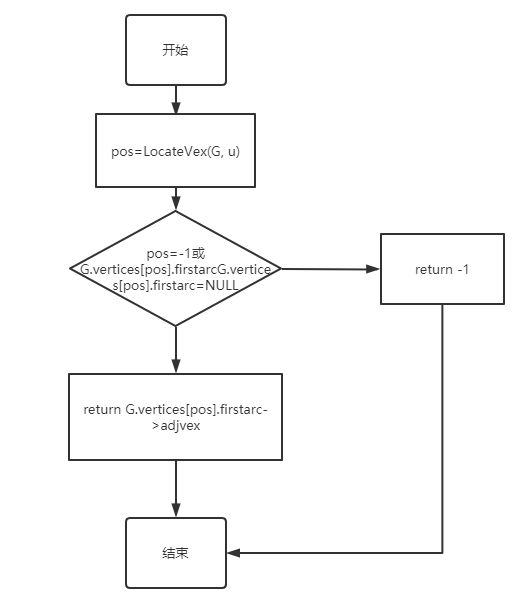 开始
pos=LocateVex(G, u)
pos=-1或
G.vertices[pos].firstarcG.vertice
s[pos].firstarc=NULL
return -1
return G.vertices[pos].firstarc-
>adjvex
结束